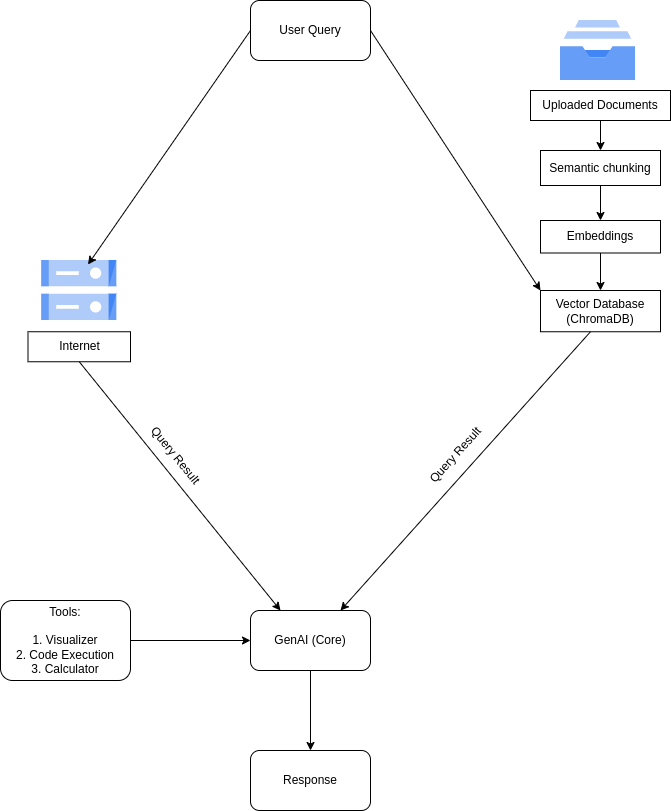 User Query
Uploaded Documents
Semantic chunking
Embeddings
Vector Database
(ChromaDB)
Internet
Query Result
Query Result
Tools:
1. Visualizer
2. Code Execution
3. Calculator
GenAI (Core)
Response